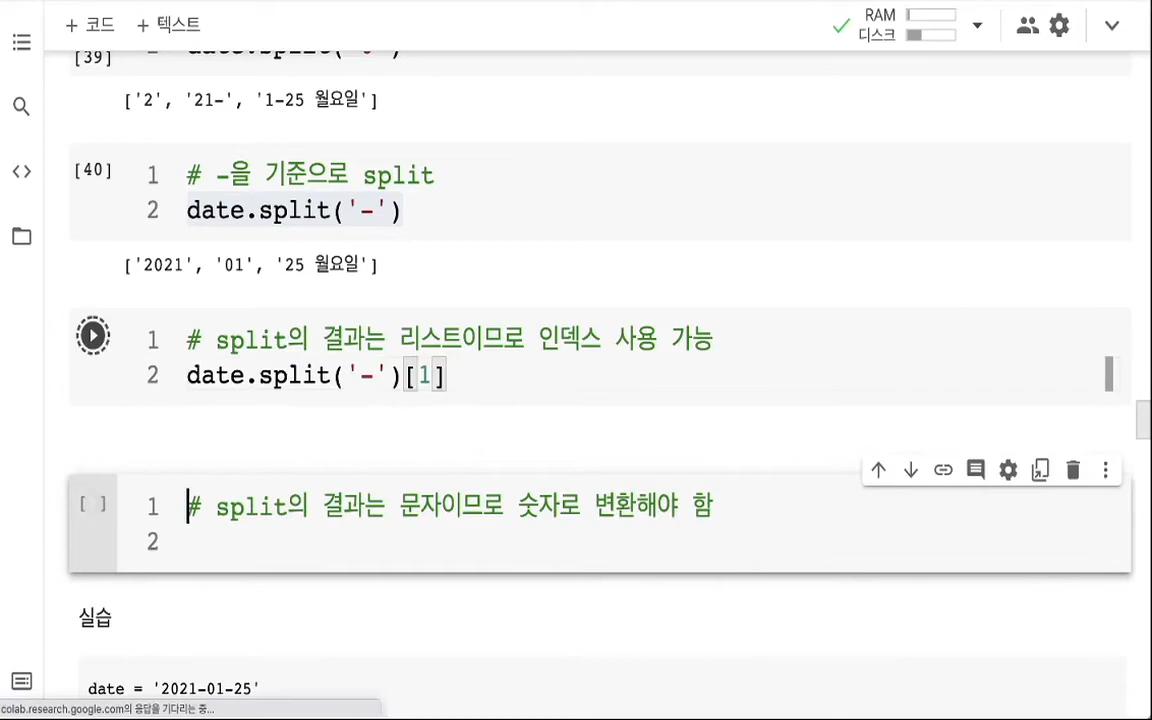 + 코드 + 텍스트
RAM
디스크
[39]
['2', '21-', '1-25 월요일']
[40]
1 # -을 기준으로 split
2 date.split('-')
['2021', '01', '25 월요일']
1 # split의 결과는 리스트이므로 인덱스 사용 가능
2 date.split('-')[1]
[ ]
1 # split의 결과는 문자이므로 숫자로 변환해야 함
2
실습
date = '2021-01-25'
colab.research.google.com의 응답을 기다리는 중...